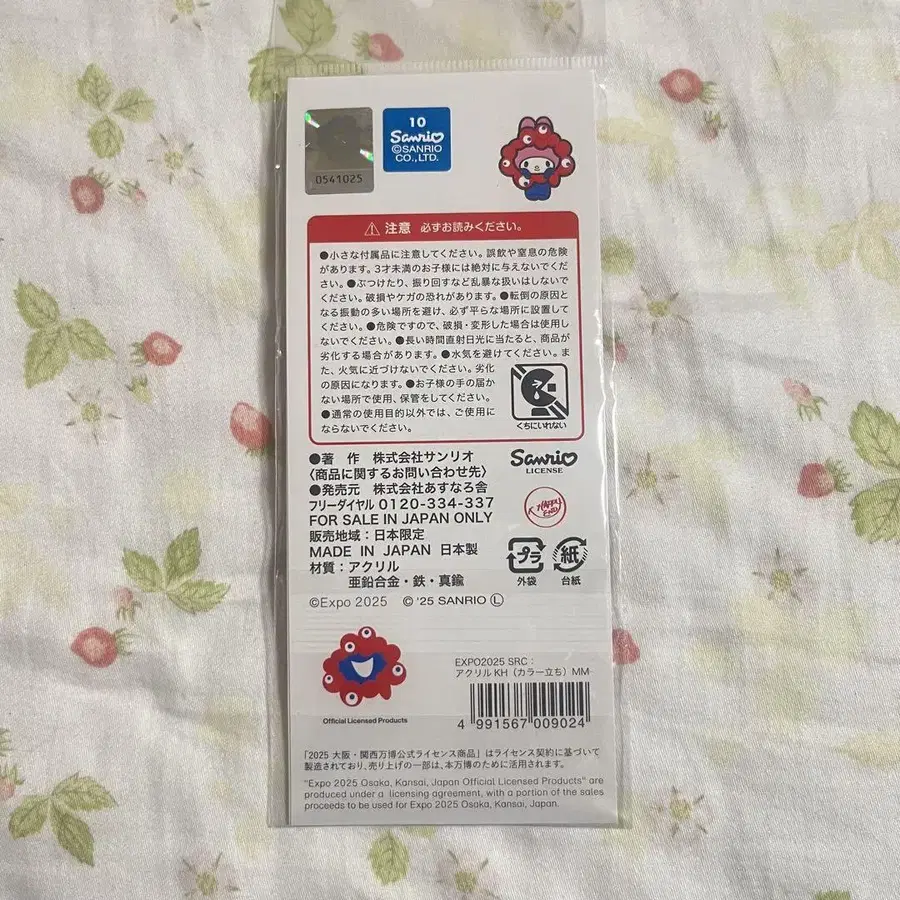 0541025
10
Sanrio
©SANRIO
CO., LTD.
⚠ 注意 必ずお読みください。
●小さな付属品に注意してください。誤飲や窒息の危険
があります。3才未満のお子様には絶対に与えないでくだ
さい。●ぶつけたり、振り回すなど乱暴な扱いはしないで
ください。破損やケガの恐れがあります。●転倒の原因と
なる振動の多い場所を避け、必ず平らな場所に設置して
ください。●危険ですので、破損・変形した場合は使用し
ないでください。●長い時間直射日光に当たると、商品が
劣化する場合があります。●水気を避けてください。ま
た、火気に近づけないでください。劣化
の原因になります。●お子様の手の届か
ない場所で使用、保管をしてください。
●通常の使用目的以外では、ご使用に
ならないでください。
くちにいれない
●著 作 株式会社サンリオ
〈商品に関するお問い合わせ先〉
●発売元 株式会社あすなろ舎
フリーダイヤル 0120-334-337
FOR SALE IN JAPAN ONLY
販売地域：日本限定
MADE IN JAPAN 日本製
材質：アクリル
亜鉛合金・鉄・真鍮
©Expo 2025 © '25 SANRIO Ⓛ
Sanrio
LICENSE
プラ
外袋
紙
台紙
Official Licensed Products
EXPO2025 SRC：
アクリルKH（カラー立ち）MM
4 991567 009024
「2025 大阪・関西万博公式ライセンス商品」はライセンス契約に基づいて
製造されており、売り上げの一部は、本万博のために活用されます。
"Expo 2025 Osaka, Kansai, Japan Official Licensed Products" are
produced under a licensing agreement, with a portion of the sales
proceeds to be used for Expo 2025 Osaka, Kansai, Japan.